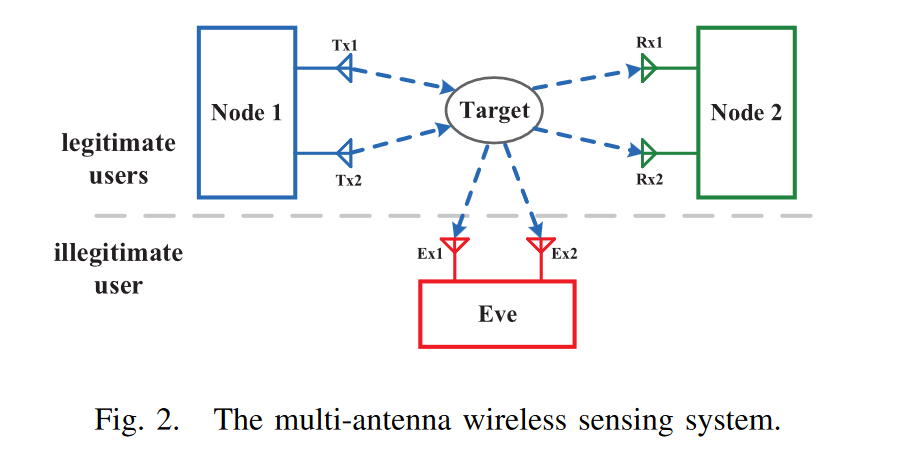 Tx1
Rx1
Node 1
Target
Node 2
legitimate
users
Tx2
Rx2
illegitimate
user
Ex1
Ex2
Eve
Fig. 2. The multi-antenna wireless sensing system.